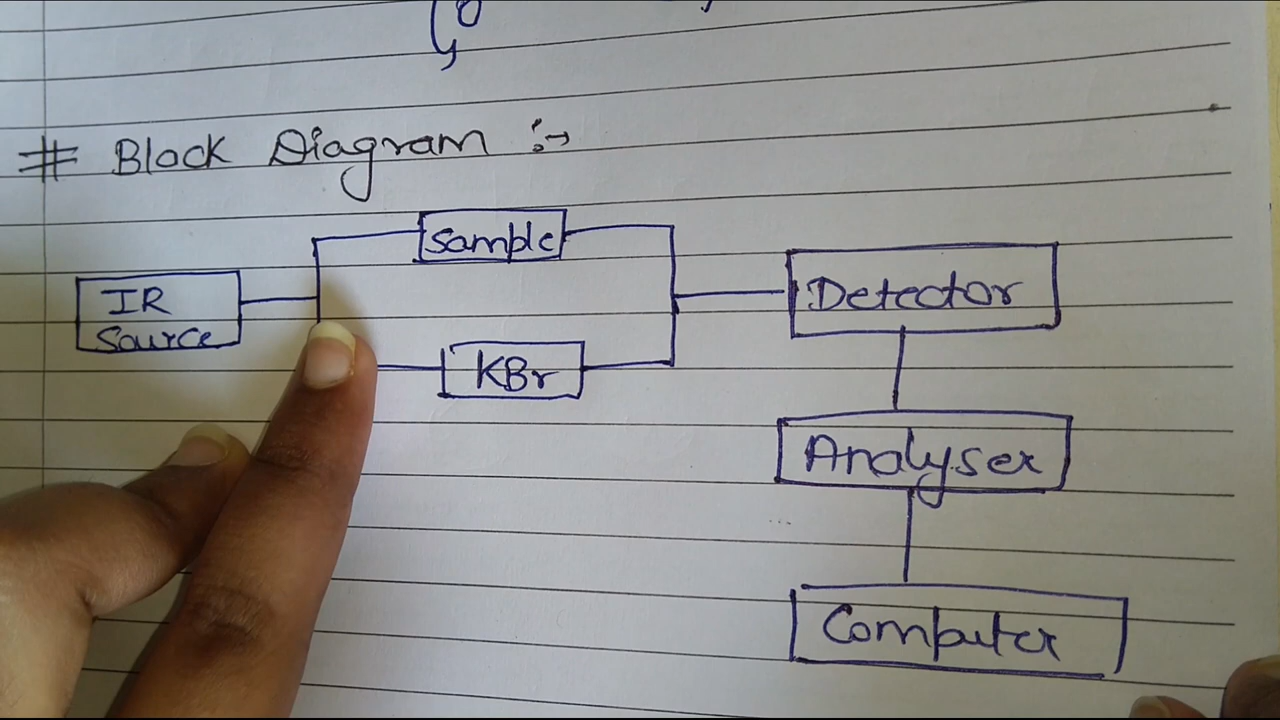 # Block Diagram :-
IR
Source
Sample
KBr
Detector
Analyser
Computer